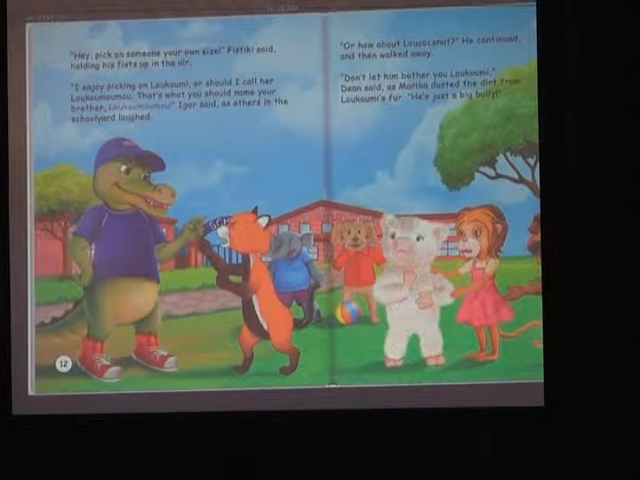 "Hey, pick on someone your own size!" Fistiki said,
holding his fists up in the air.
"I enjoy picking on Loukoumi, or should I call her
Loukoumoumou. That's what you should name your
brother, Loukoumoumou!" Igor said, as others in the
schoolyard laughed.
"Or how about Loucoconut?" He continued,
and then walked away.
"Don't let him bother you Loukoumi,"
Dean said, as Marika dusted the dirt from
Loukoumi's fur. "He's just a big bully!"
SCH
12